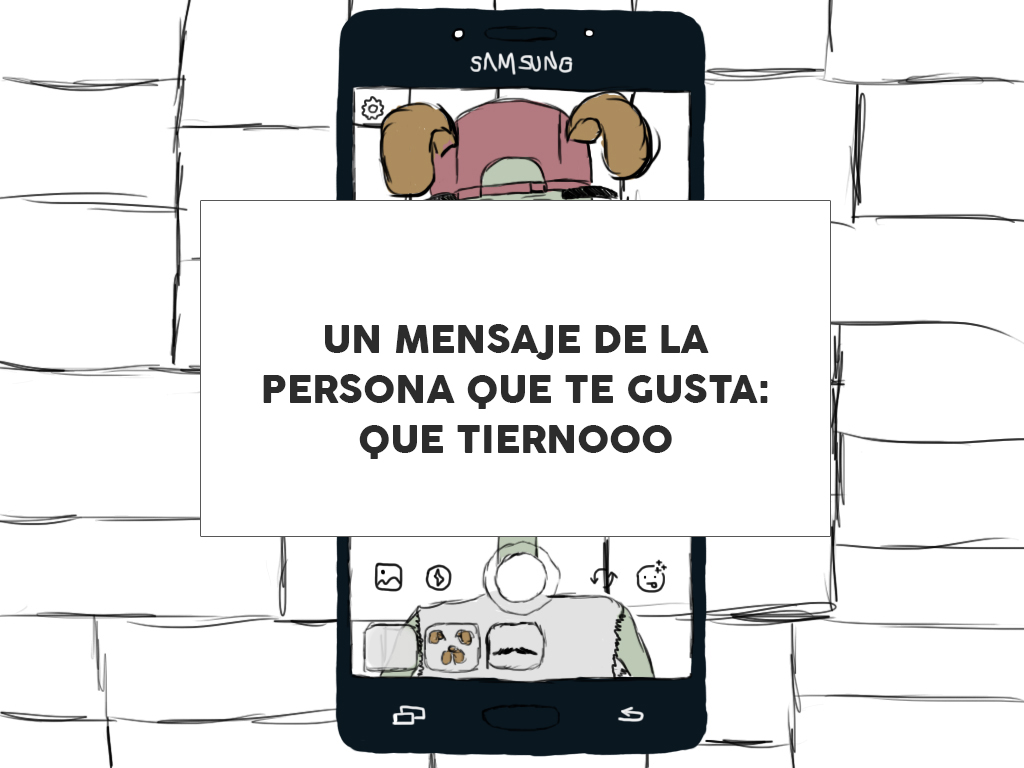 SAMSUNG
UN MENSAJE DE LA
PERSONA QUE TE GUSTA:
QUE TIERNOOO